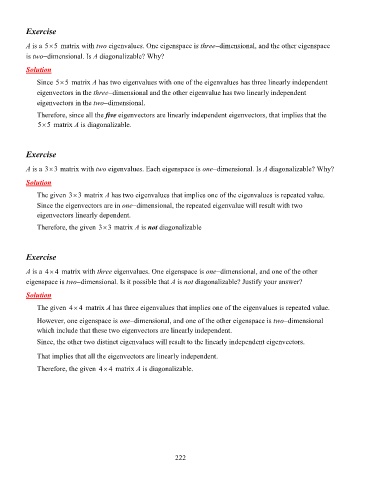 Exercise
A is a 5×5 matrix with two eigenvalues. One eigenspace is three–dimensional, and the other eigenspace
is two–dimensional. Is A diagonalizable? Why?
Solution
Since 5×5 matrix A has two eigenvalues with one of the eigenvalues has three linearly independent
eigenvectors in the three–dimensional and the other eigenvalue has two linearly independent
eigenvectors in the two–dimensional.
Therefore, since all the five eigenvectors are linearly independent eigenvectors, that implies that the
5×5 matrix A is diagonalizable.
Exercise
A is a 3×3 matrix with two eigenvalues. Each eigenspace is one–dimensional. Is A diagonalizable? Why?
Solution
The given 3×3 matrix A has two eigenvalues that implies one of the eigenvalues is repeated value.
Since the eigenvectors are in one–dimensional, the repeated eigenvalue will result with two
eigenvectors linearly dependent.
Therefore, the given 3×3 matrix A is not diagonalizable
Exercise
A is a 4×4 matrix with three eigenvalues. One eigenspace is one–dimensional, and one of the other
eigenspace is two–dimensional. Is it possible that A is not diagonalizable? Justify your answer?
Solution
The given 4×4 matrix A has three eigenvalues that implies one of the eigenvalues is repeated value.
However, one eigenspace is one–dimensional, and one of the other eigenspace is two–dimensional
which include that these two eigenvectors are linearly independent.
Since, the other two distinct eigenvalues will result to the linearly independent eigenvectors.
That implies that all the eigenvectors are linearly independent.
Therefore, the given 4×4 matrix A is diagonalizable.
222